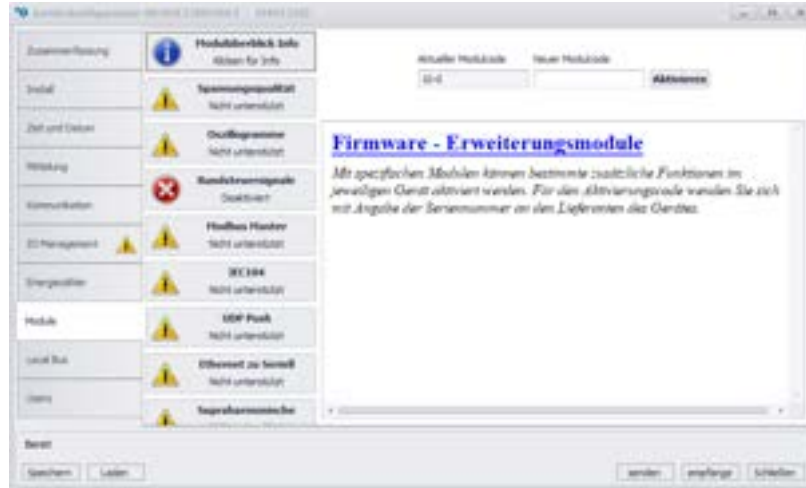 Zusammenfassung
Install
Zeit und Datum
Mitteilung
Kommunikation
IO Management
Energiezähler
Module
Local Bus
Users
Modulüberblick Info
Klicken für Info
Spannungsqualität
Nicht unterstützt
Oszillogramme
Nicht unterstützt
Rundsteuersignale
Deaktiviert
Modbus Master
Nicht unterstützt
IEC104
Nicht unterstützt
UDP Push
Nicht unterstützt
Ethernet zu Seriell
Nicht unterstützt
Supraharmonische
Aktueller Modulcode
Neuer Modulcode
Aktivieren
Firmware - Erweiterungsmodule
Mit spezifischen Modulen können bestimmte zusätzliche Funktionen im
jeweiligen Gerät aktiviert werden. Für den Aktivierungscode wenden Sie sich
mit Angabe der Seriennummer an den Lieferanten des Gerätes.
Bereit
Speichern
Laden
senden
empfange
Schließen